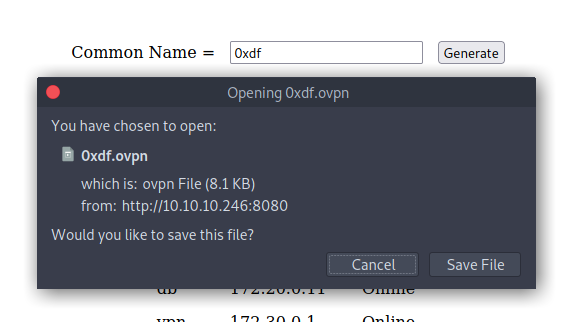 Common Name = 0xdf Generate
Opening 0xdf.ovpn
You have chosen to open:
0xdf.ovpn
which is: ovpn File (8.1 KB)
from: http://10.10.10.246:8080
Would you like to save this file?
Cancel Save File
db 172.20.0.11 Online
vpn 172.30.0.1 Online